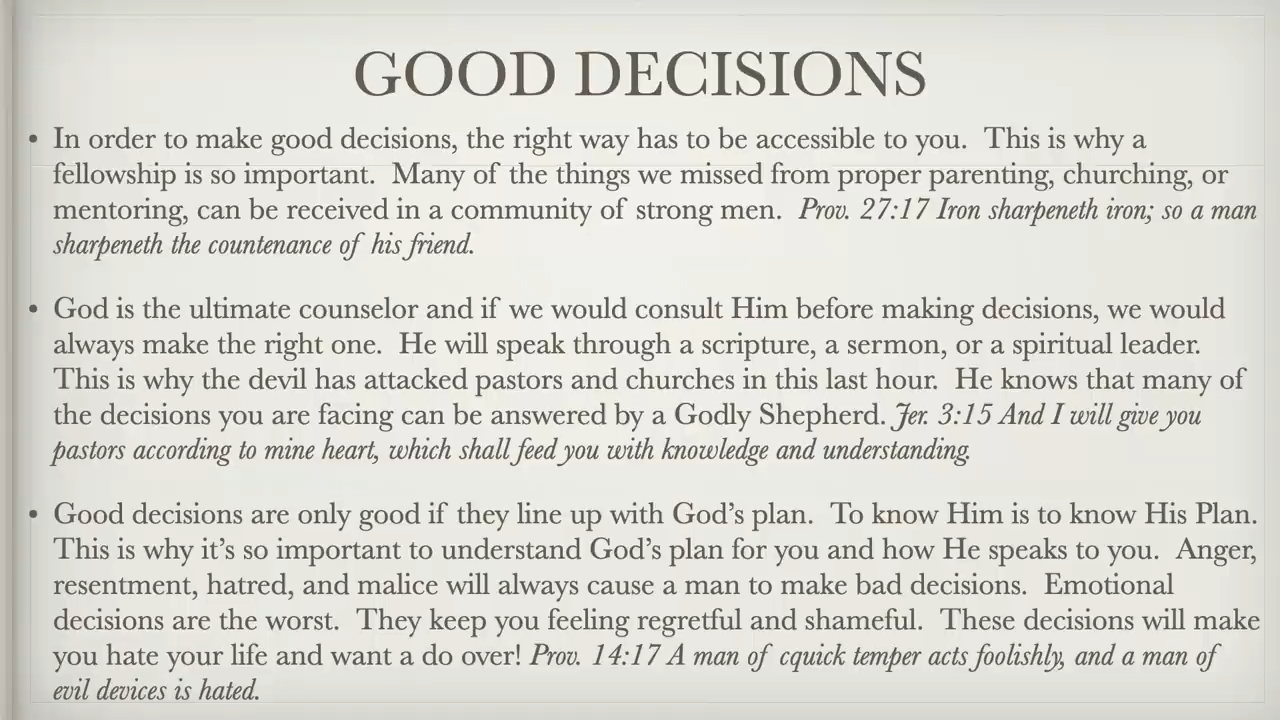 GOOD DECISIONS
• In order to make good decisions, the right way has to be accessible to you.  This is why a
fellowship is so important.  Many of the things we missed from proper parenting, churching, or
mentoring, can be received in a community of strong men.  Prov. 27:17 Iron sharpeneth iron; so a man
sharpeneth the countenance of his friend.
• God is the ultimate counselor and if we would consult Him before making decisions, we would
always make the right one.  He will speak through a scripture, a sermon, or a spiritual leader.
This is why the devil has attacked pastors and churches in this last hour.  He knows that many of
the decisions you are facing can be answered by a Godly Shepherd. Jer. 3:15 And I will give you
pastors according to mine heart, which shall feed you with knowledge and understanding.
• Good decisions are only good if they line up with God’s plan.  To know Him is to know His Plan.
This is why it’s so important to understand God’s plan for you and how He speaks to you.  Anger,
resentment, hatred, and malice will always cause a man to make bad decisions.  Emotional
decisions are the worst.  They keep you feeling regretful and shameful.  These decisions will make
you hate your life and want a do over! Prov. 14:17 A man of cquick temper acts foolishly, and a man of
evil devices is hated.